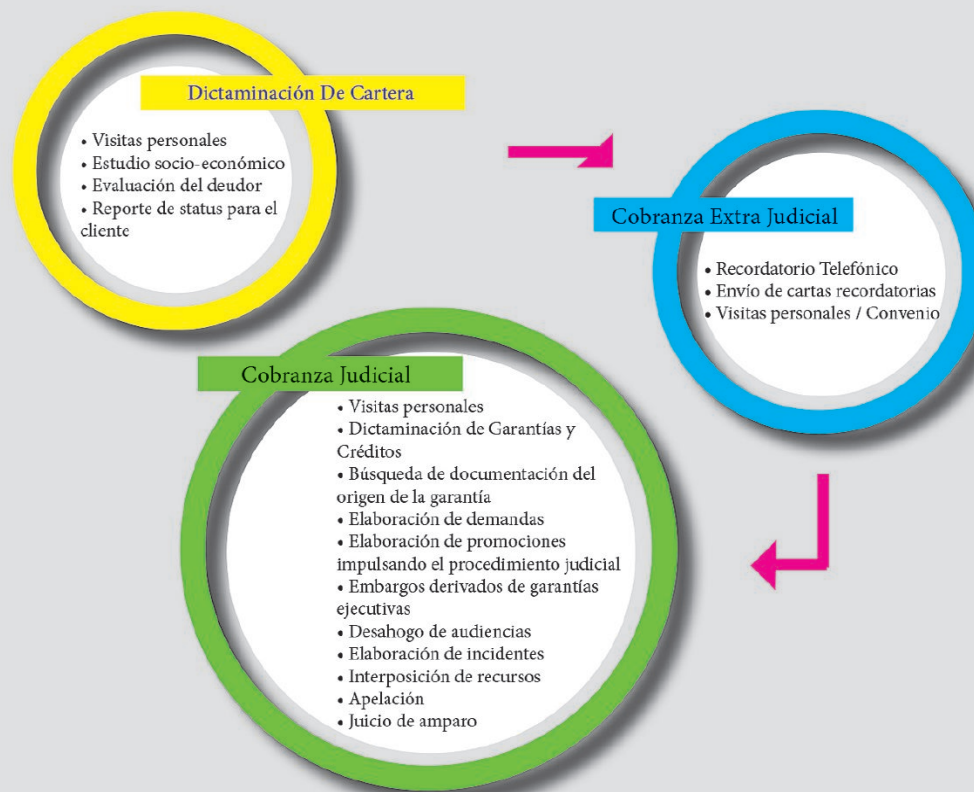 Dictaminación De Cartera
• Visitas personales
• Estudio socio-económico
• Evaluación del deudor
• Reporte de status para el
cliente
Cobranza Extra Judicial
• Recordatorio Telefónico
• Envío de cartas recordatorias
• Visitas personales / Convenio
Cobranza Judicial
• Visitas personales
• Dictaminación de Garantías y
Créditos
• Búsqueda de documentación del
origen de la garantía
• Elaboración de demandas
• Elaboración de promociones
impulsando el procedimiento judicial
• Embargos derivados de garantías
ejecutivas
• Desahogo de audiencias
• Elaboración de incidentes
• Interposición de recursos
• Apelación
• Juicio de amparo